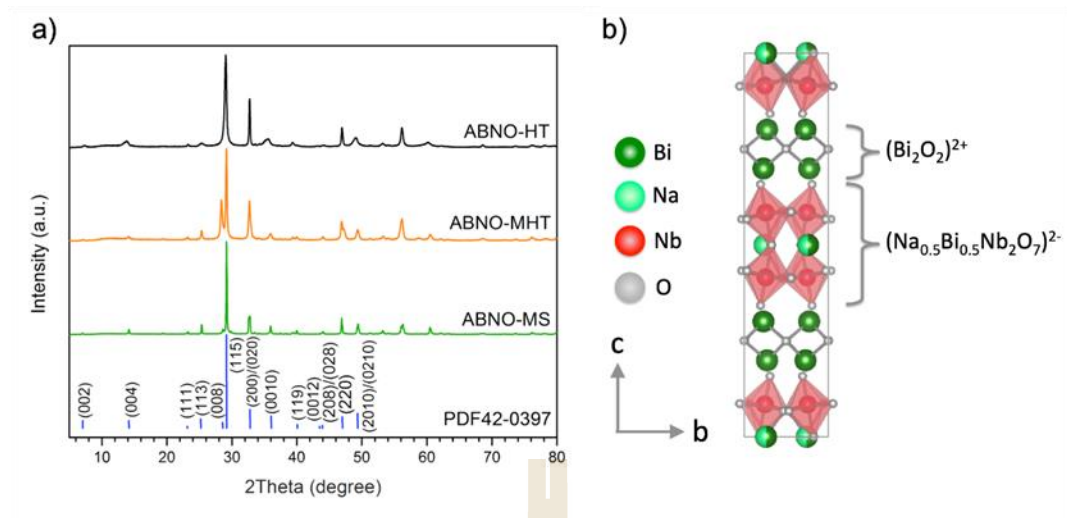 a)
Intensity (a.u.)
ABNO-HT
ABNO-MHT
ABNO-MS
PDF42-0397
(002)
(004)
(111)
(113)
(008)
(115)
(200)/(020)
(0010)
(119)
(0012)
(208)/(028)
(220)
(2010)/(0210)
10 20 30 40 50 60 70 80
2Theta (degree)
b)
Bi
Na
Nb
O
(Bi₂O₂)²⁺
(Na₀.₅Bi₀.₅Nb₂O₇)²⁻
c
b